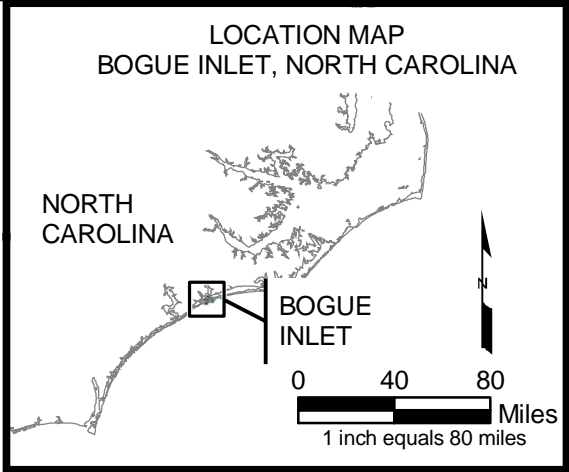 LOCATION MAP
BOGUE INLET, NORTH CAROLINA
NORTH
CAROLINA
N
BOGUE
INLET
0 40 80
Miles
1 inch equals 80 miles